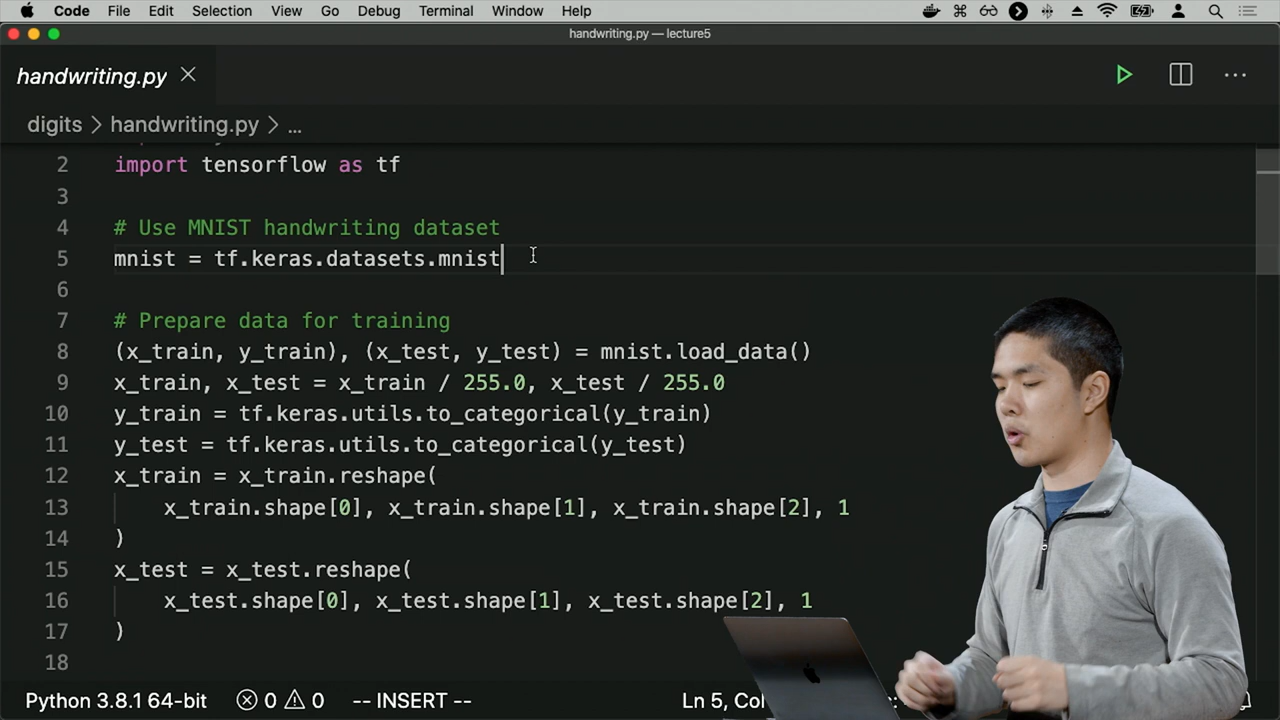 Code File Edit Selection View Go Debug Terminal Window Help
handwriting.py — lecture5
handwriting.py
digits > handwriting.py > ...
2 import tensorflow as tf
3
4 # Use MNIST handwriting dataset
5 mnist = tf.keras.datasets.mnist
6
7 # Prepare data for training
8 (x_train, y_train), (x_test, y_test) = mnist.load_data()
9 x_train, x_test = x_train / 255.0, x_test / 255.0
10 y_train = tf.keras.utils.to_categorical(y_train)
11 y_test = tf.keras.utils.to_categorical(y_test)
12 x_train = x_train.reshape(
13 x_train.shape[0], x_train.shape[1], x_train.shape[2], 1
14 )
15 x_test = x_test.reshape(
16 x_test.shape[0], x_test.shape[1], x_test.shape[2], 1
17 )
18
Python 3.8.1 64-bit 0 0 -- INSERT -- Ln 5,